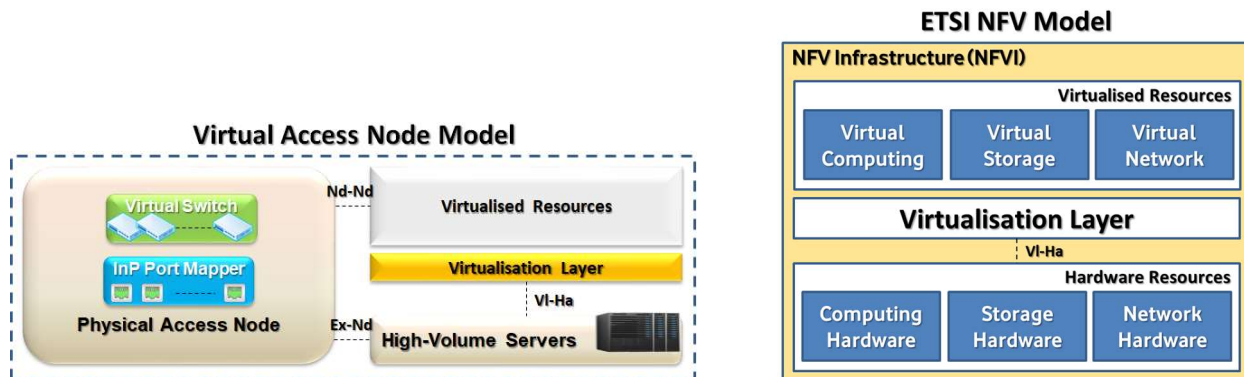 Virtual Access Node Model
Virtual Switch
InP Port Mapper
Physical Access Node
Nd-Nd
Ex-Nd
Virtualised Resources
Virtualisation Layer
Vl-Ha
High-Volume Servers
ETSI NFV Model
NFV Infrastructure(NFVI)
Virtualised Resources
Virtual
Computing
Virtual
Storage
Virtual
Network
Virtualisation Layer
Vl-Ha
Hardware Resources
Computing
Hardware
Storage
Hardware
Network
Hardware